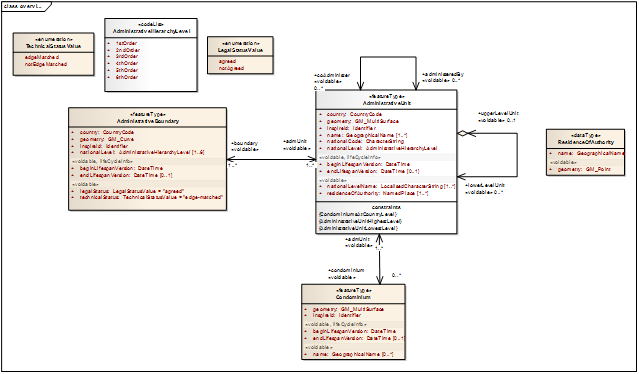 class overvi...
«enumeration»
TechnicalStatusValue
edgeMatched
notEdgeMatched
«codeList»
AdministrativeHierarchyLevel
+ 1stOrder
+ 2ndOrder
+ 3rdOrder
+ 4thOrder
+ 5thOrder
+ 6thOrder
«enumeration»
LegalStatusValue
agreed
notAgreed
+coAdminister
«voidable»
0..*
+administeredBy
«voidable» 0..*
«featureType»
AdministrativeBoundary
+ country: CountryCode
+ geometry: GM_Curve
+ inspireId: Identifier
+ nationalLevel: AdministrativeHierarchyLevel [1..6]
«voidable, lifeCycleInfo»
+ beginLifespanVersion: DateTime
+ endLifespanVersion: DateTime [0..1]
«voidable»
+ legalStatus: LegalStatusValue = "agreed"
+ technicalStatus: TechnicalStatusValue = "edge-matched"
+boundary
«voidable»
1..*
+admUnit
«voidable»
1..*
«featureType»
AdministrativeUnit
+ country: CountryCode
+ geometry: GM_MultiSurface
+ inspireId: Identifier
+ name: GeographicalName [1..*]
+ nationalCode: CharacterString
+ nationalLevel: AdministrativeHierarchyLevel
«voidable, lifeCycleInfo»
+ beginLifespanVersion: DateTime
+ endLifespanVersion: DateTime [0..1]
«voidable»
+ nationalLevelName: LocalisedCharacterString [1..*]
+ residenceOfAuthority: NamedPlace [1..*]
constraints
{CondominiumsAtCountryLevel}
{AdministrativeUnitHighestLevel}
{AdministrativeUnitLowestLevel}
+upperLevelUnit
«voidable» 0..1
+lowerLevelUnit
«voidable» 0..*
«dataType»
ResidenceOfAuthority
+ name: GeographicalName
«voidable»
+ geometry: GM_Point
+admUnit
«voidable»
1..*
+condominium
«voidable»
0..*
«featureType»
Condominium
+ geometry: GM_MultiSurface
+ inspireId: Identifier
«voidable, lifeCycleInfo»
+ beginLifespanVersion: DateTime
+ endLifespanVersion: DateTime [0..1]
«voidable»
+ name: GeographicalName [0..*]